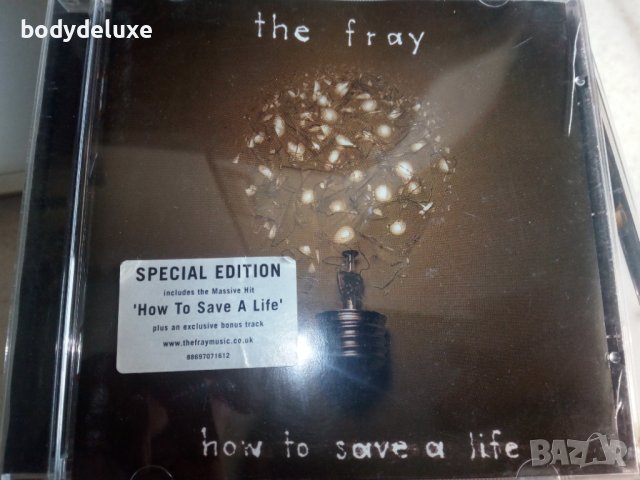 bodydeluxe
the fray
SPECIAL EDITION
includes the Massive Hit
'How To Save A Life'
plus an exclusive bonus track
www.thefraymusic.co.uk
88697071612
how to save a life
BAZAR